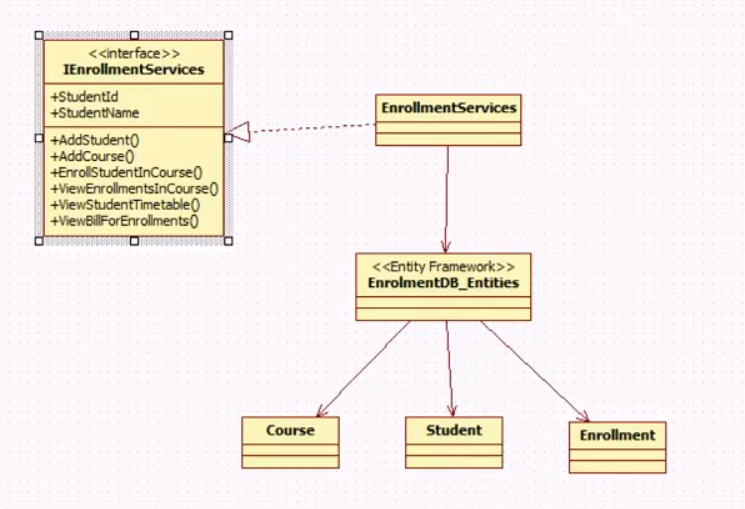 <<interface>>
IEnrollmentServices
+StudentId
+StudentName
+AddStudent()
+AddCourse()
+EnrollStudentInCourse()
+ViewEnrollmentsInCourse()
+ViewStudentTimetable()
+ViewBillForEnrollments()
EnrollmentServices
<<Entity Framework>>
EnrolmentDB_Entities
Course
Student
Enrollment